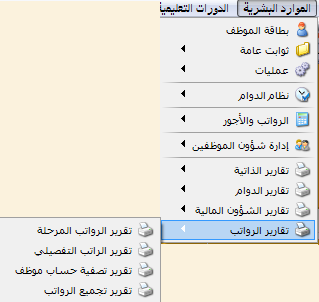 الموارد البشرية الدورات التعليمية
بطاقة الموظف
ثوابت عامة
عمليات
نظام الدوام
الرواتب والأجور
إدارة شؤون الموظفين
تقارير الذاتية
تقارير الدوام
تقارير الشؤون المالية
تقارير الرواتب
تقرير الرواتب المرحلة
تقرير الراتب التفصيلي
تقرير تصفية حساب موظف
تقرير تجميع الرواتب